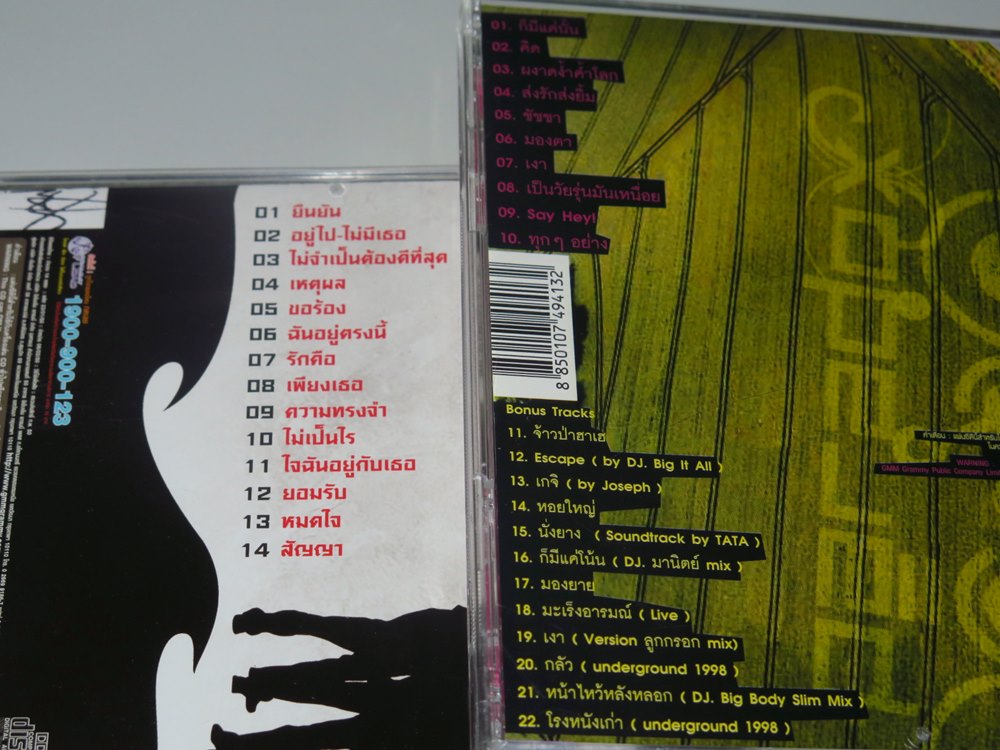 01 ยืนยัน
02 อยู่ไป-ไม่มีเธอ
03 ไม่จำเป็นต้องดีที่สุด
04 เหตุผล
05 ขอร้อง
06 ฉันอยู่ตรงนี้
07 รักคือ
08 เพียงเธอ
09 ความทรงจำ
10 ไม่เป็นไร
11 ใจฉันอยู่กับเธอ
12 ยอมรับ
13 หมดใจ
14 สัญญา
1900-900-123
01. ก็มีแค่นั้น
02. คิด
03. ผงาดง้ำค้ำโลก
04. ส่งรักส่งยิ้ม
05. ชัชชา
06. มองตา
07. เงา
08. เป็นวัยรุ่นมันเหนื่อย
09. Say Hey!
10. ทุกๆ อย่าง
8 850107 494132
Bonus Tracks
11. จ้าวป่าฮาเฮ
12. Escape ( by DJ. Big It All )
13. เกจิ ( by Joseph )
14. หอยใหญ่
15. นั่งยาง ( Soundtrack by TATA )
16. ก็มีแค่โน้น ( DJ. มานิตย์ mix )
17. มองยาย
18. มะเร็งอารมณ์ ( Live )
19. เงา ( Version ลูกกรอก mix)
20. กลัว ( underground 1998 )
21. หน้าไหว้หลังหลอก ( DJ. Big Body Slim Mix )
22. โรงหนังเก่า ( underground 1998 )
WARNING
GMM Grammy Public Company